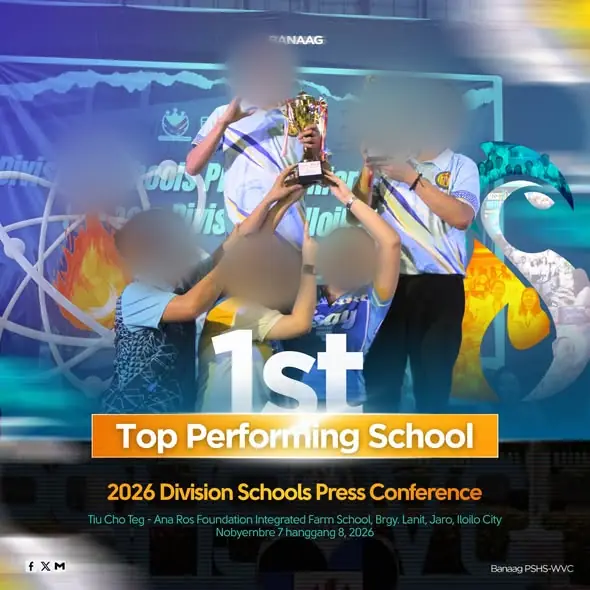 BANAAG
1st
Top Performing School
2026 Division Schools Press Conference
Tiu Cho Teg - Ana Ros Foundation Integrated Farm School, Brgy. Lanit, Jaro, Iloilo City
Nobyembre 7 hanggang 8, 2026
Banaag PSHS-WVC